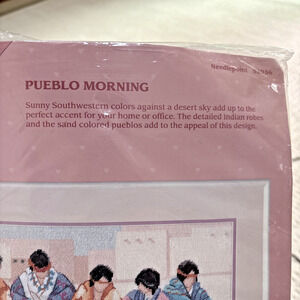 Needlepoint
PUEBLO MORNING
Sunny Southwestern colors against a desert sky add up to the
perfect accent for your home or office. The detailed Indian robes
and the sand colored pueblos add to the appeal of this design.